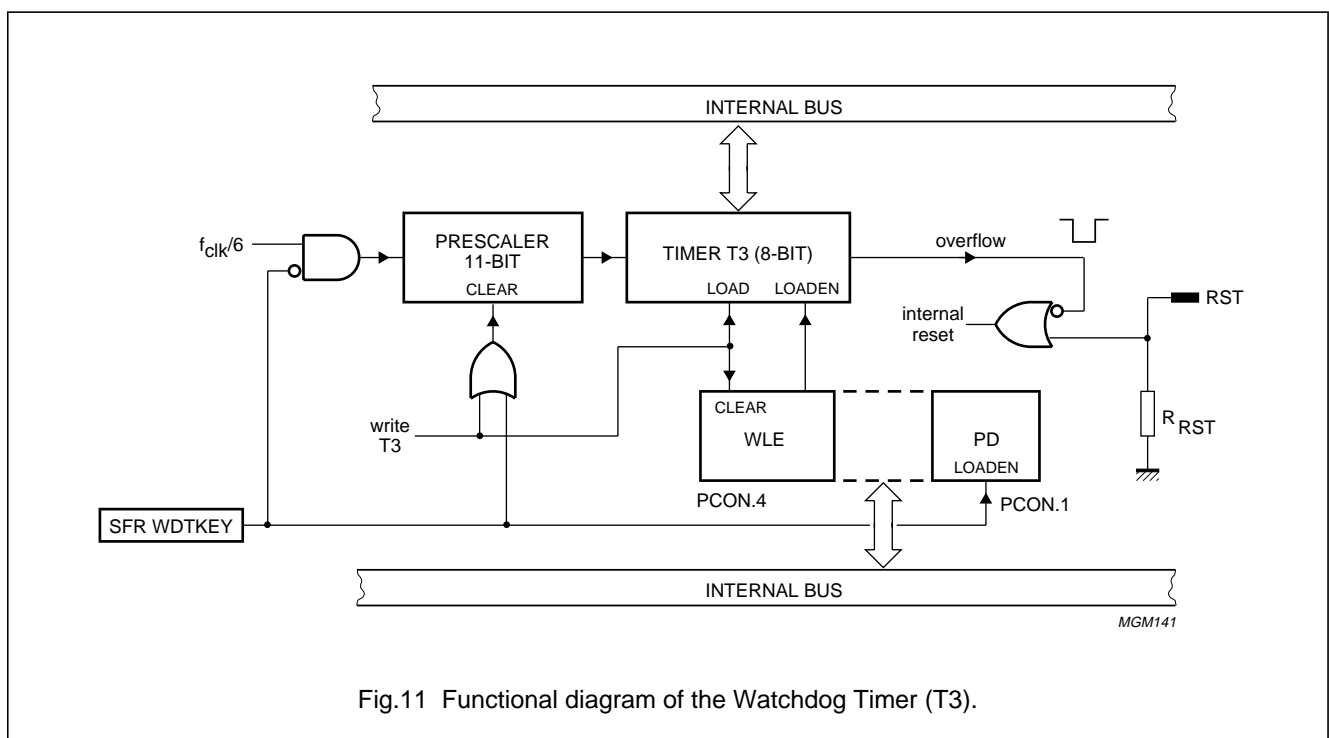 INTERNAL BUS
f_clk/6
PRESCALER
11-BIT
CLEAR
TIMER T3 (8-BIT)
LOAD LOADEN
overflow
RST
internal
reset
write
T3
CLEAR
WLE
PD
LOADEN
R_RST
PCON.4
PCON.1
SFR WDTKEY
INTERNAL BUS
MGM141
Fig.11 Functional diagram of the Watchdog Timer (T3).